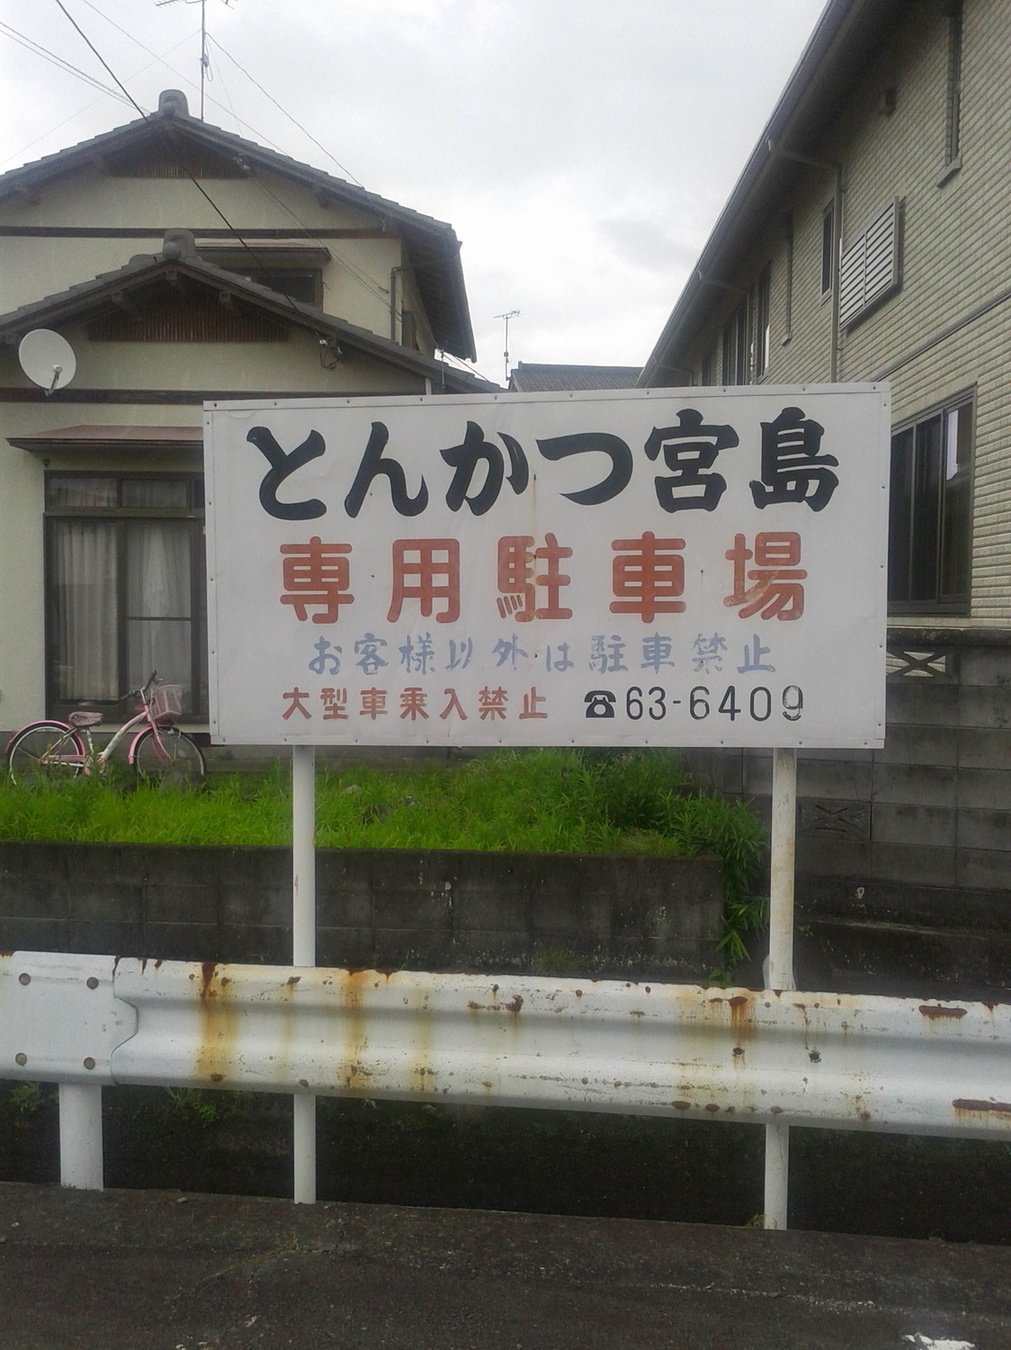 とんかつ宮島
専用駐車場
お客様以外は駐車禁止
大型車乗入禁止 ☎63-6409